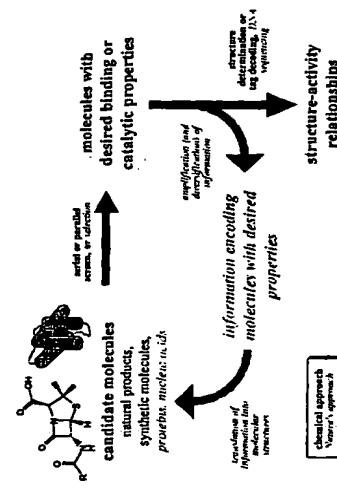 candidate molecules
natural products,
synthetic molecules,
proteins, nucleic acids
serial or parallel
screen, or selection
molecules with
desired binding or
catalytic properties
structure
determination or
tag decoding, DNA
sequencing
structure-activity
relationships
amplification (and
diversification) of
information
information encoding
molecules with desired
properties
translation of
information into
molecular
structures
chemical approach
Nature's approach
OH
O
N
S
O
H
N
O
R